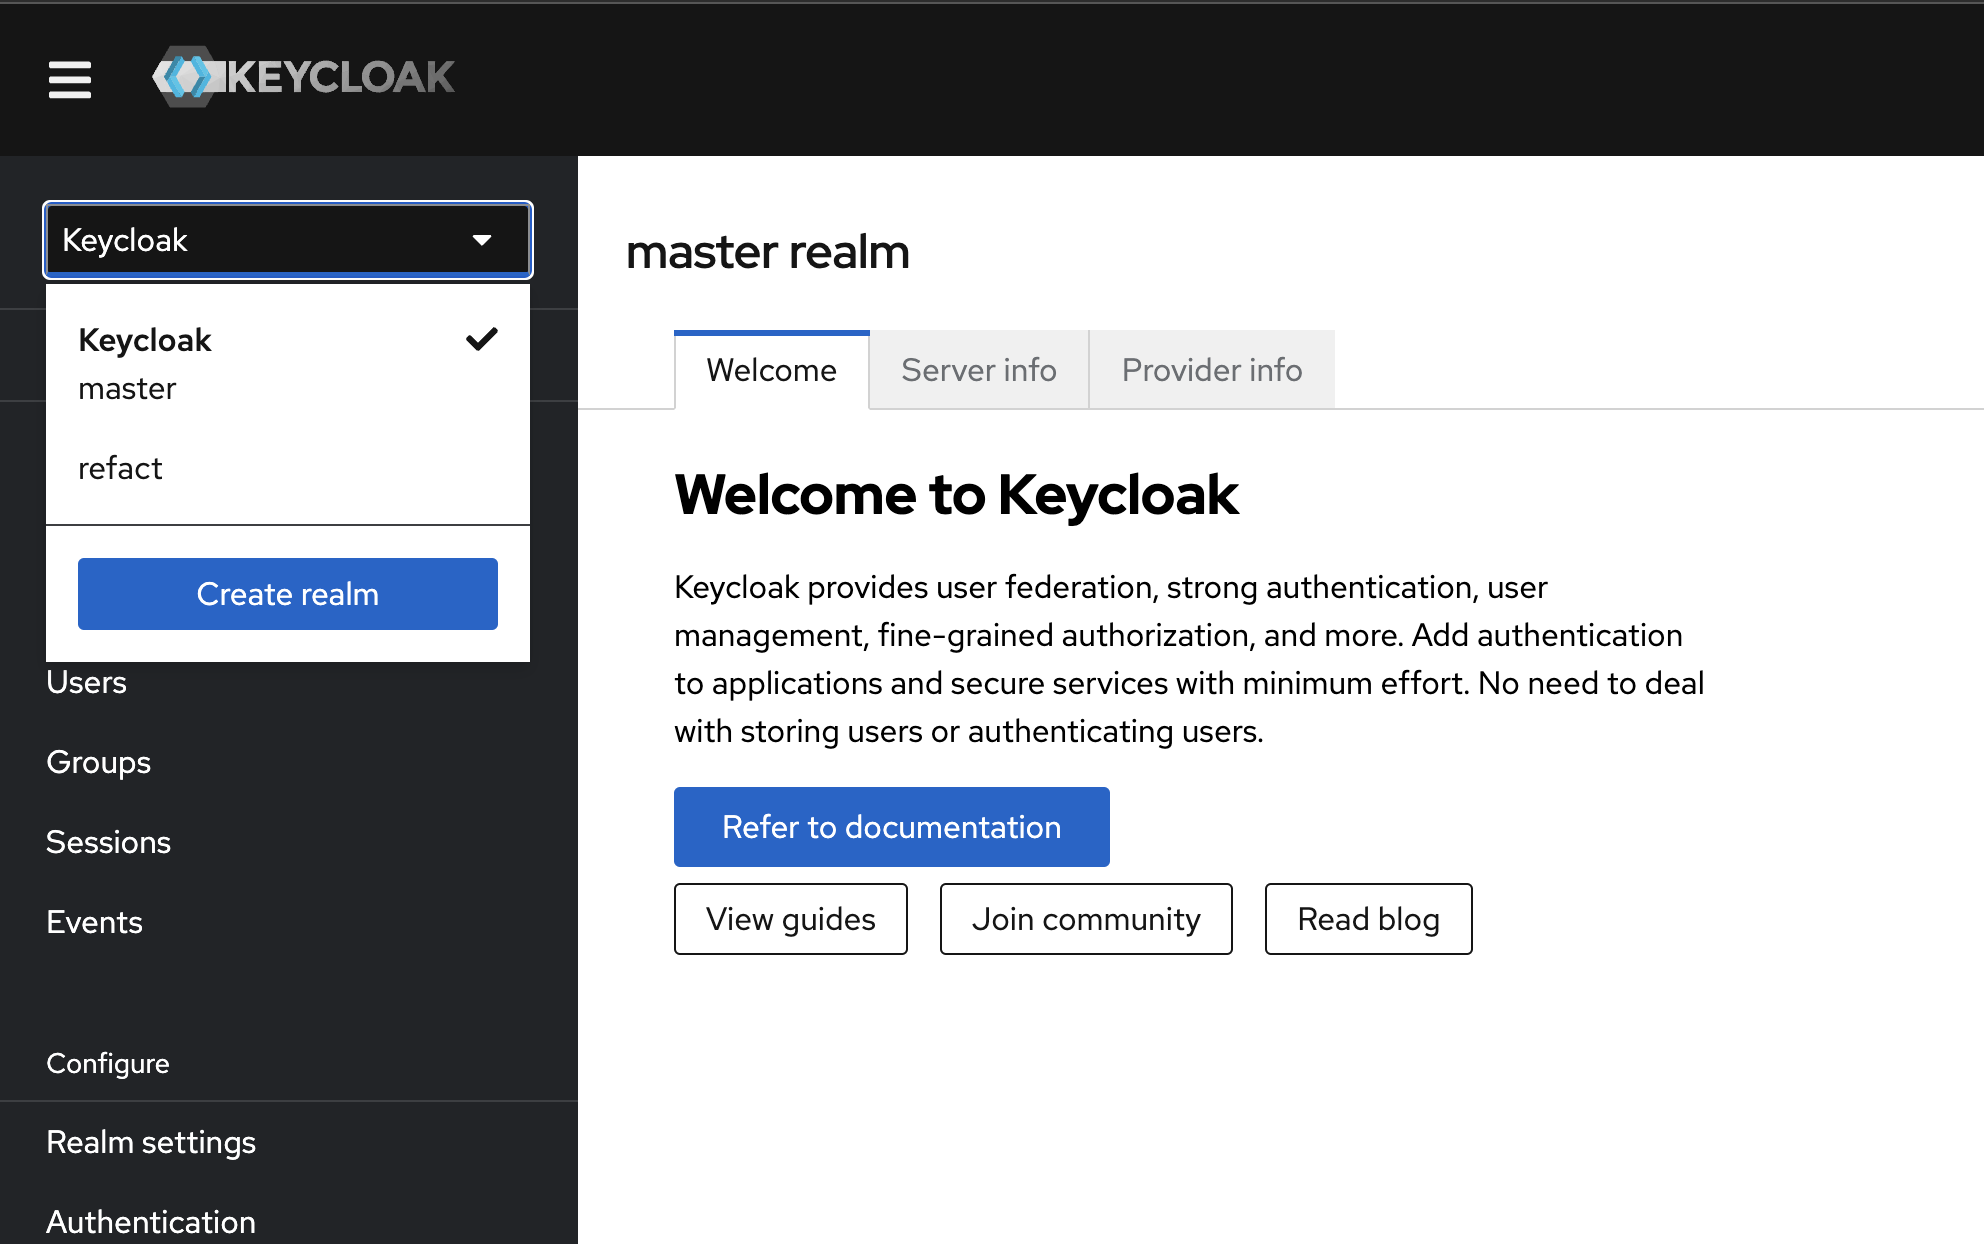 KEYCLOAK
Keycloak
Keycloak
master
refact
Create realm
Users
Groups
Sessions
Events
Configure
Realm settings
Authentication
master realm
Welcome
Server info
Provider info
Welcome to Keycloak
Keycloak provides user federation, strong authentication, user
management, fine-grained authorization, and more. Add authentication
to applications and secure services with minimum effort. No need to deal
with storing users or authenticating users.
Refer to documentation
View guides
Join community
Read blog